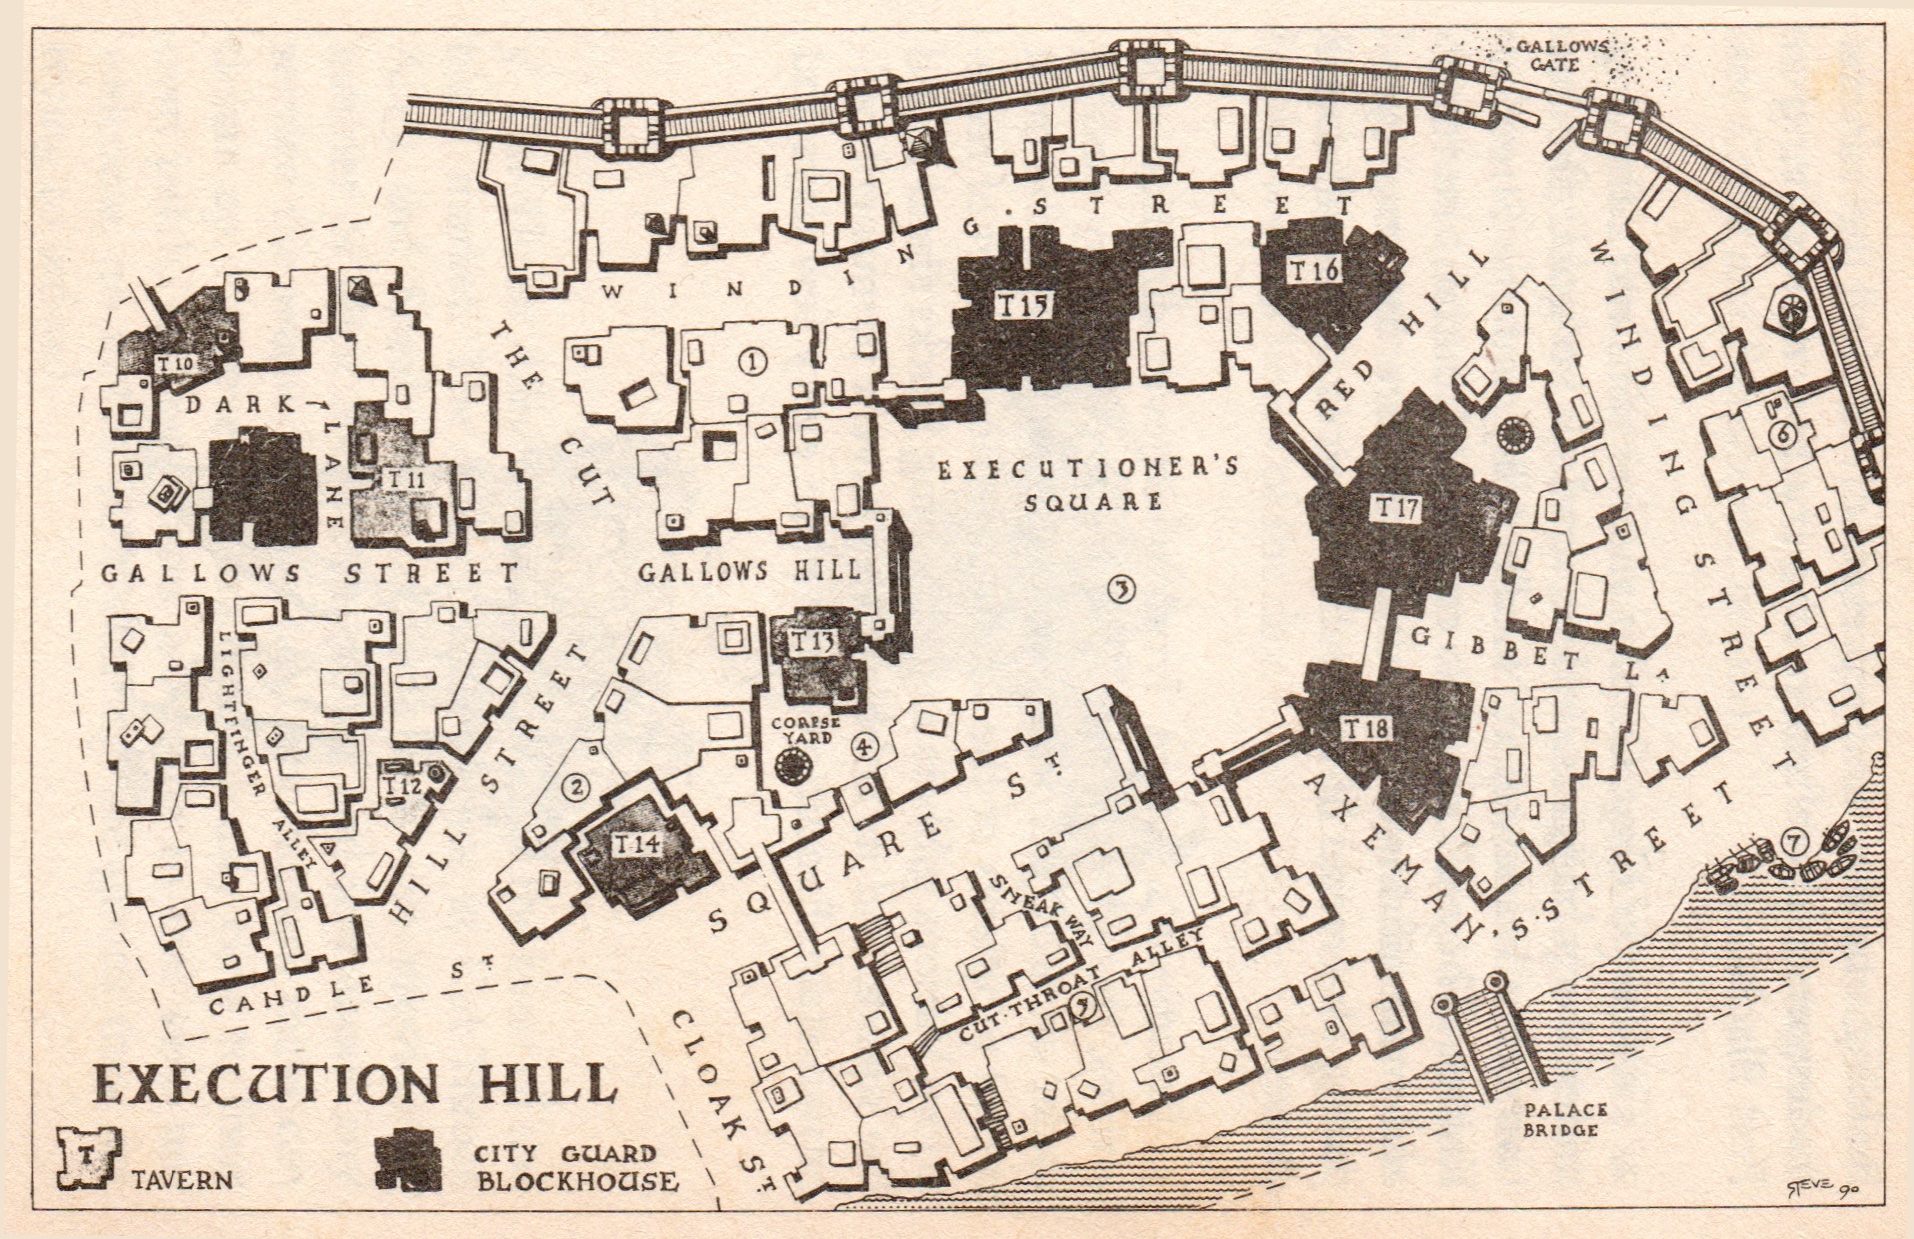 GALLOWS
GATE
WINDING STREET
T15
T16
RED HILL
WINDING STREET
T10
THE CUT
1
DARK LANE
6
EXECUTIONER'S
SQUARE
T11
T17
GALLOWS STREET
GALLOWS HILL
3
T13
GIBBET LA.
LIGHTFINGER
ALLEY
HILL STREET
CORPSE
YARD
4
T18
2
T12
T14
SQUARE ST.
AXEMAN'S STREET
7
SNEAK WAY
CUT-THROAT ALLEY
5
CANDLE ST.
CLOAK ST.
EXECUTION HILL
T
TAVERN
CITY GUARD
BLOCKHOUSE
PALACE
BRIDGE
STEVE 90